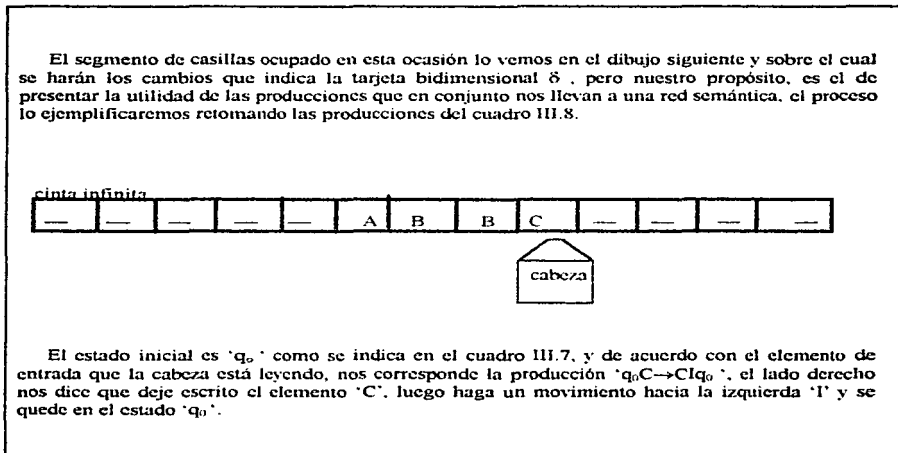 El segmento de casillas ocupado en esta ocasión lo vemos en el dibujo siguiente y sobre el cual
se harán los cambios que indica la tarjeta bidimensional δ , pero nuestro propósito, es el de
presentar la utilidad de las producciones que en conjunto nos llevan a una red semántica, el proceso
lo ejemplificaremos retomando las producciones del cuadro III.8.
cinta infinita
— — — — — A B B C — — — —
cabeza
El estado inicial es ‘q₀ ’ como se indica en el cuadro III.7, y de acuerdo con el elemento de
entrada que la cabeza está leyendo, nos corresponde la producción ‘q₀C→CIq₀ ’, el lado derecho
nos dice que deje escrito el elemento ‘C’, luego haga un movimiento hacia la izquierda ‘I’ y se
quede en el estado ‘q₀ ’.